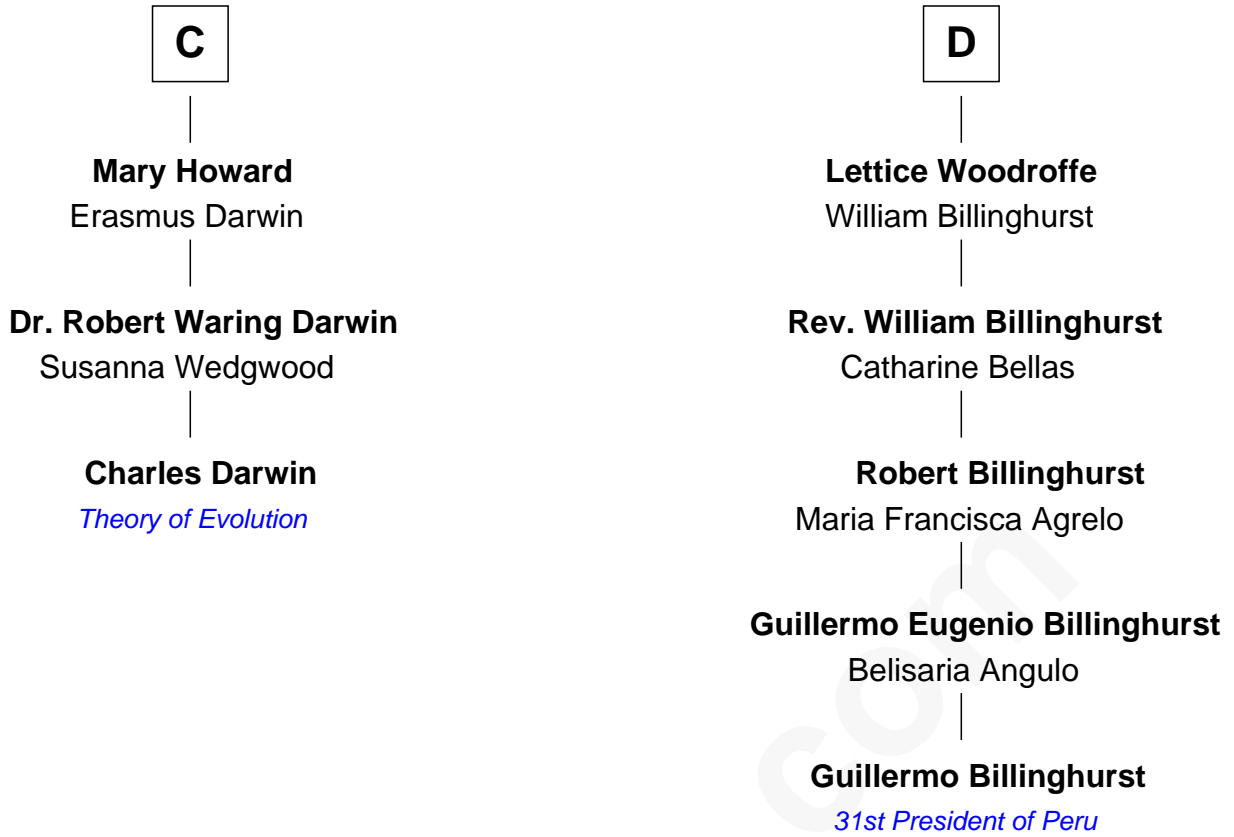 C
Mary Howard
Erasmus Darwin
Dr. Robert Waring Darwin
Susanna Wedgwood
Charles Darwin
Theory of Evolution
D
Lettice Woodroffe
William Billinghurst
Rev. William Billinghurst
Catharine Bellas
Robert Billinghurst
Maria Francisca Agrelo
Guillermo Eugenio Billinghurst
Belisaria Angulo
Guillermo Billinghurst
31st President of Peru
com